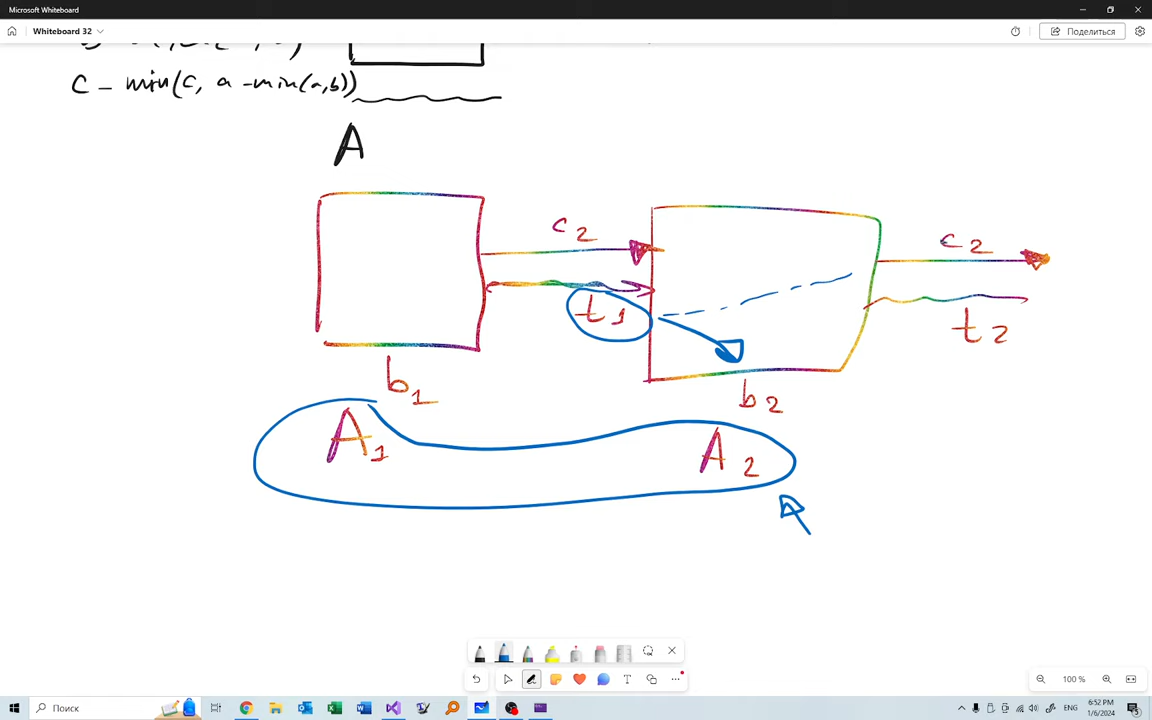 Microsoft Whiteboard
Whiteboard 32
Поделиться
C - min(c, a - min(a,b))
A
c 2
c 2
t 1
t 2
b 1
b 2
A 1
A 2
100 %
Поиск
ENG
6:52 PM
1/6/2024
5